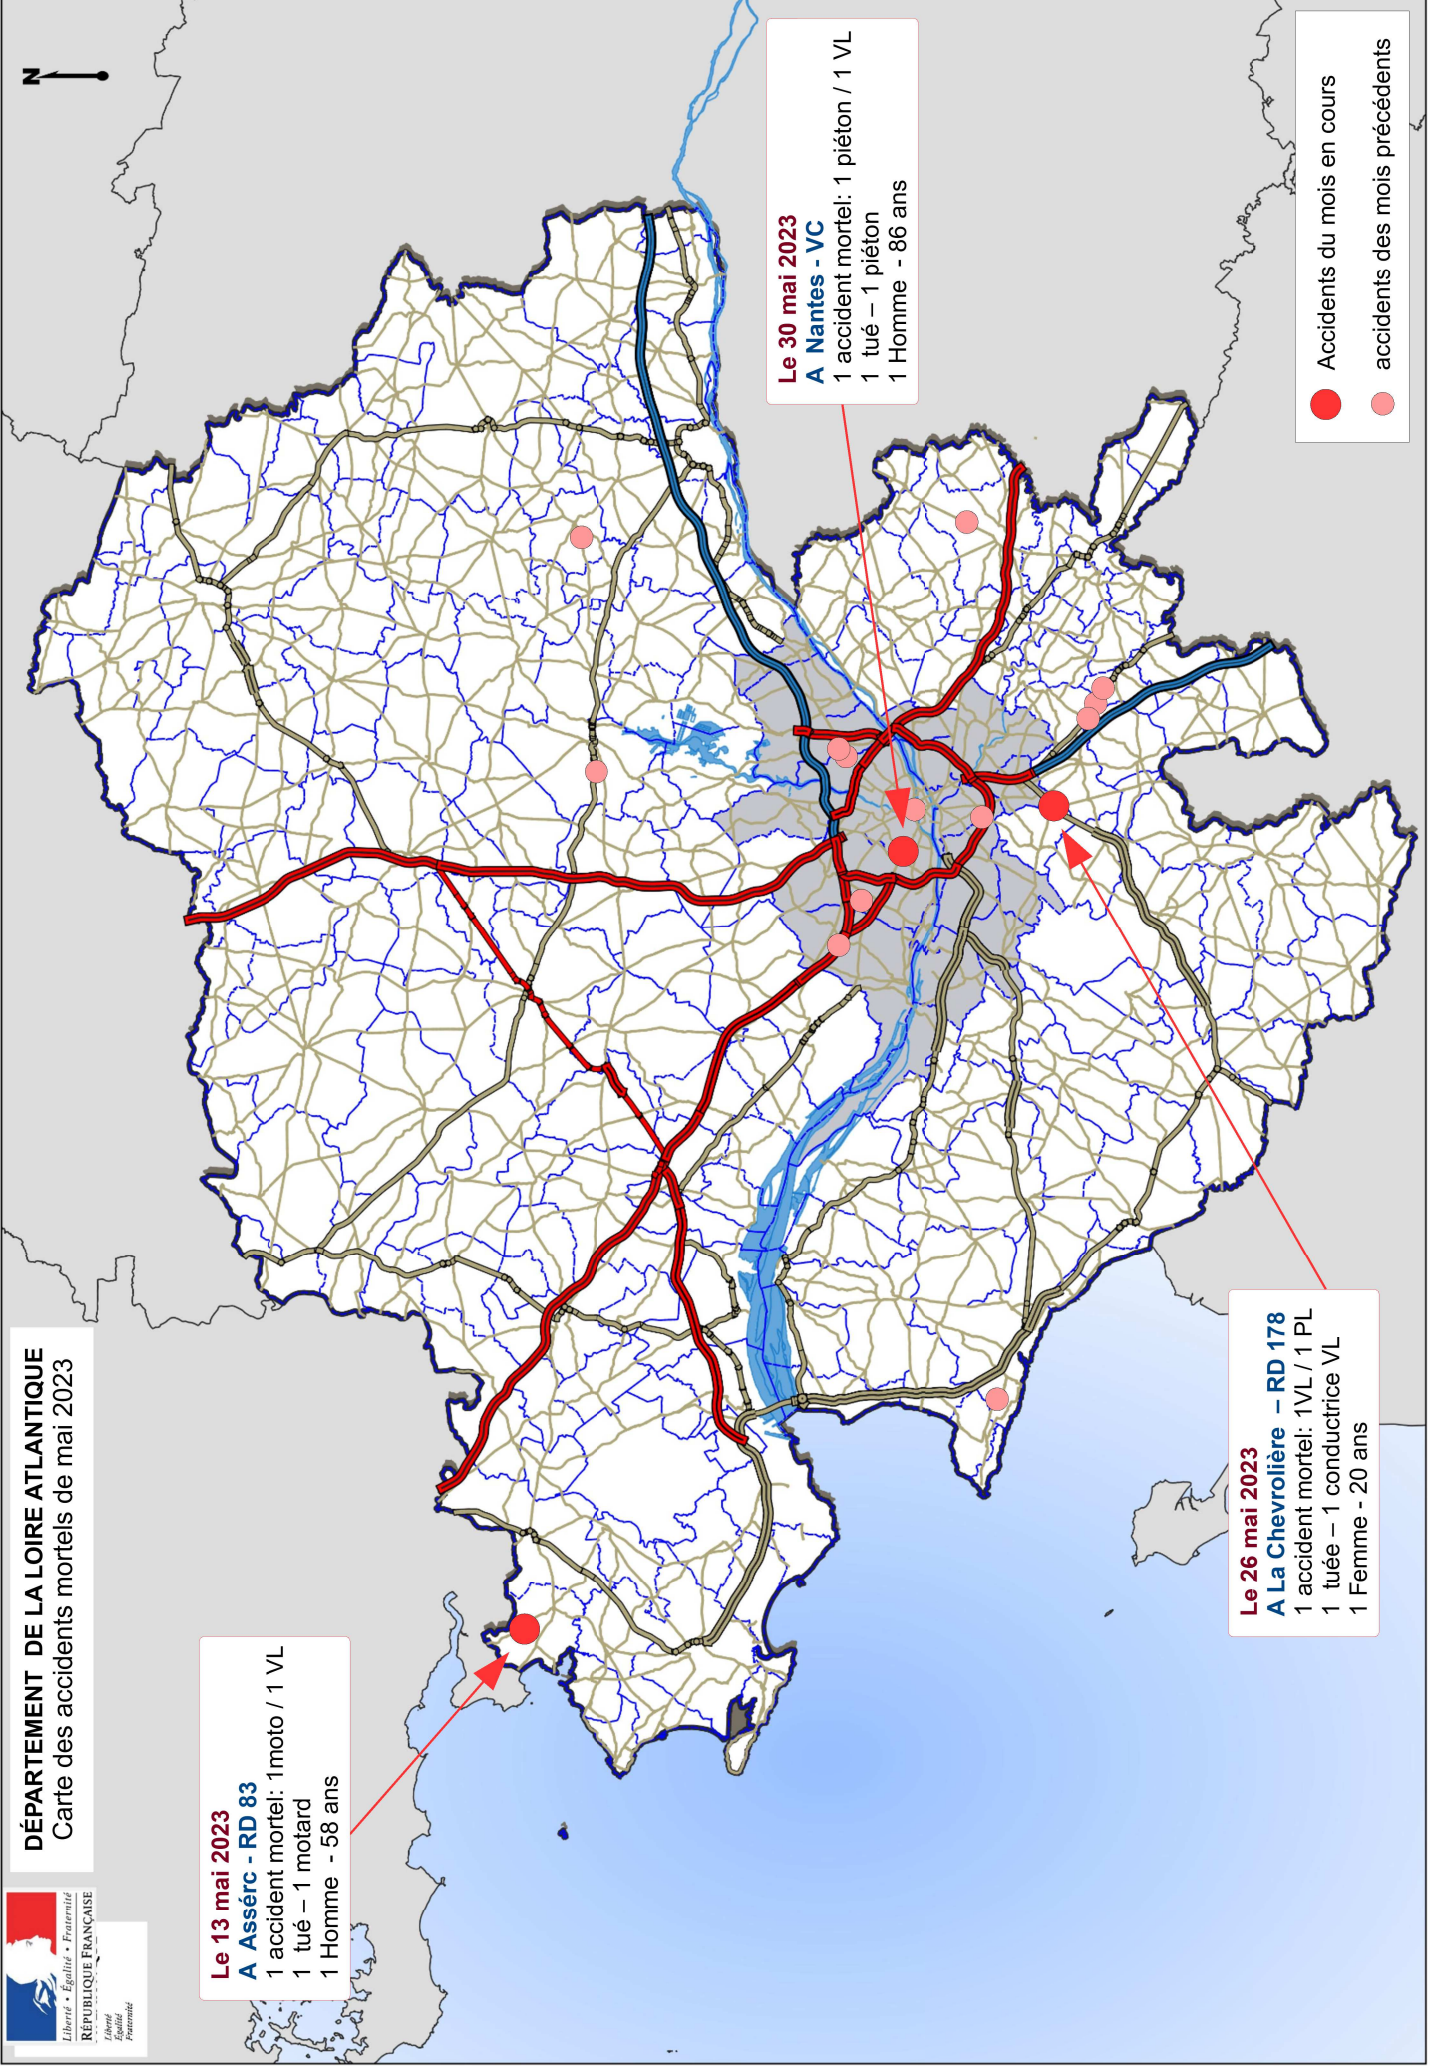 Liberté • Égalité • Fraternité
RÉPUBLIQUE FRANÇAISE
Liberté
Égalité
Fraternité
DÉPARTEMENT DE LA LOIRE ATLANTIQUE
Carte des accidents mortels de mai 2023
N
Le 13 mai 2023
A Assérc - RD 83
1 accident mortel: 1moto / 1 VL
1 tué – 1 motard
1 Homme - 58 ans
Le 30 mai 2023
A Nantes - VC
1 accident mortel: 1 piéton / 1 VL
1 tué – 1 piéton
1 Homme - 86 ans
Le 26 mai 2023
A La Chevrolière – RD 178
1 accident mortel: 1VL / 1 PL
1 tuée – 1 conductrice VL
1 Femme - 20 ans
Accidents du mois en cours
accidents des mois précédents